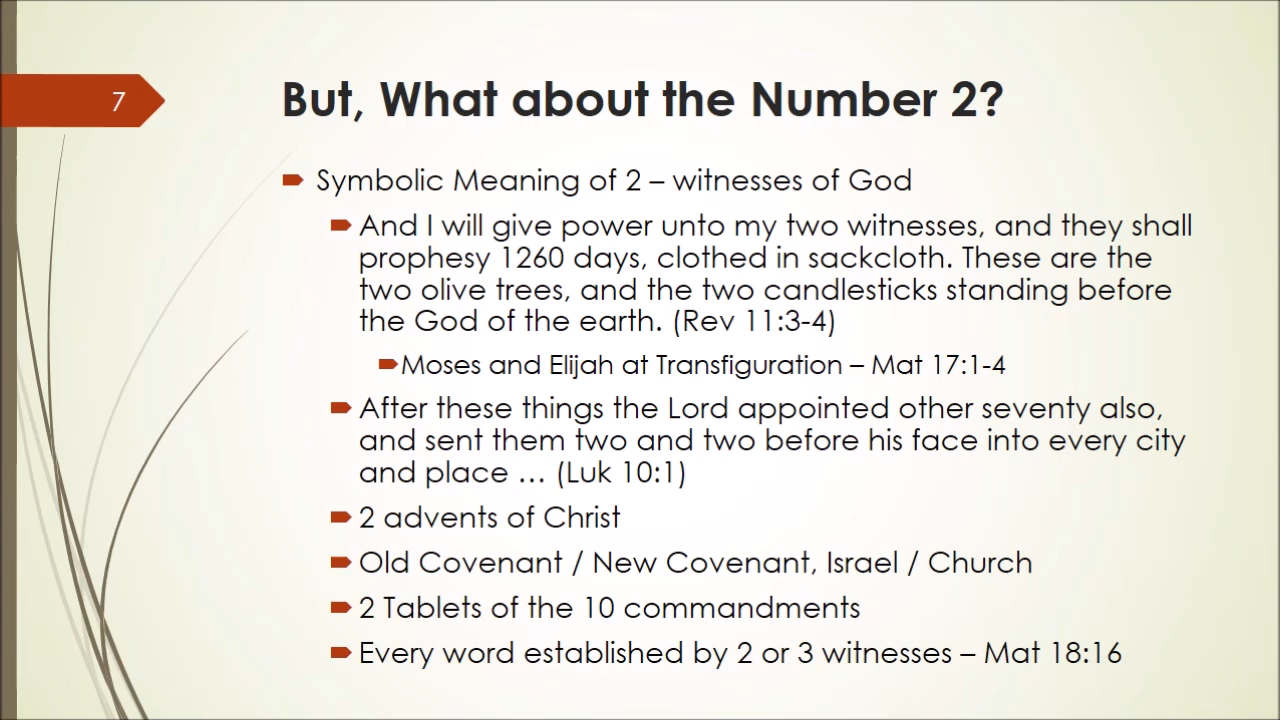 7
But, What about the Number 2?
Symbolic Meaning of 2 – witnesses of God
And I will give power unto my two witnesses, and they shall
prophesy 1260 days, clothed in sackcloth. These are the
two olive trees, and the two candlesticks standing before
the God of the earth. (Rev 11:3-4)
Moses and Elijah at Transfiguration – Mat 17:1-4
After these things the Lord appointed other seventy also,
and sent them two and two before his face into every city
and place … (Luk 10:1)
2 advents of Christ
Old Covenant / New Covenant, Israel / Church
2 Tablets of the 10 commandments
Every word established by 2 or 3 witnesses – Mat 18:16